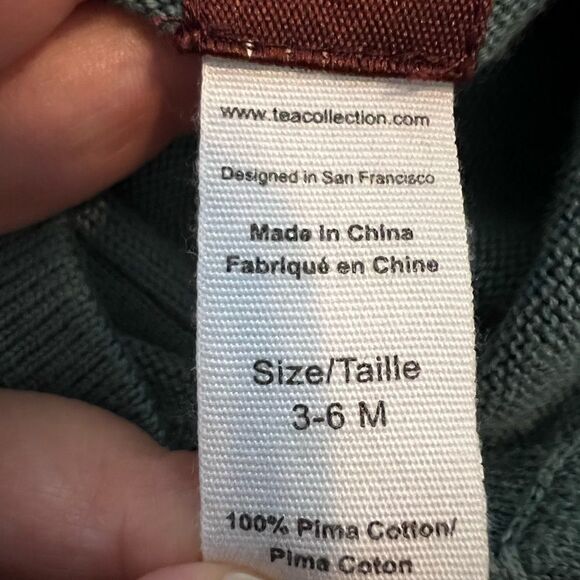 www.teacollection.com
Designed in San Francisco
Made in China
Fabriqué en Chine
Size/Taille
3-6 M
100% Pima Cotton/
Pima Coton